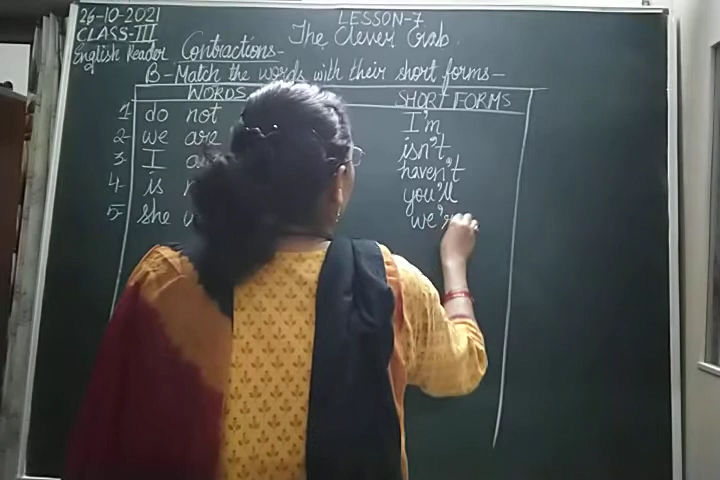 26-10-2021 LESSON-7
CLASS-III The Clever Crab
English Reader Contractions-
B-Match the words with their short forms-
WORDS SHORT FORMS
1- do not I'm
2- we are isn't
3- I haven't
4- is you'll
5- she we'